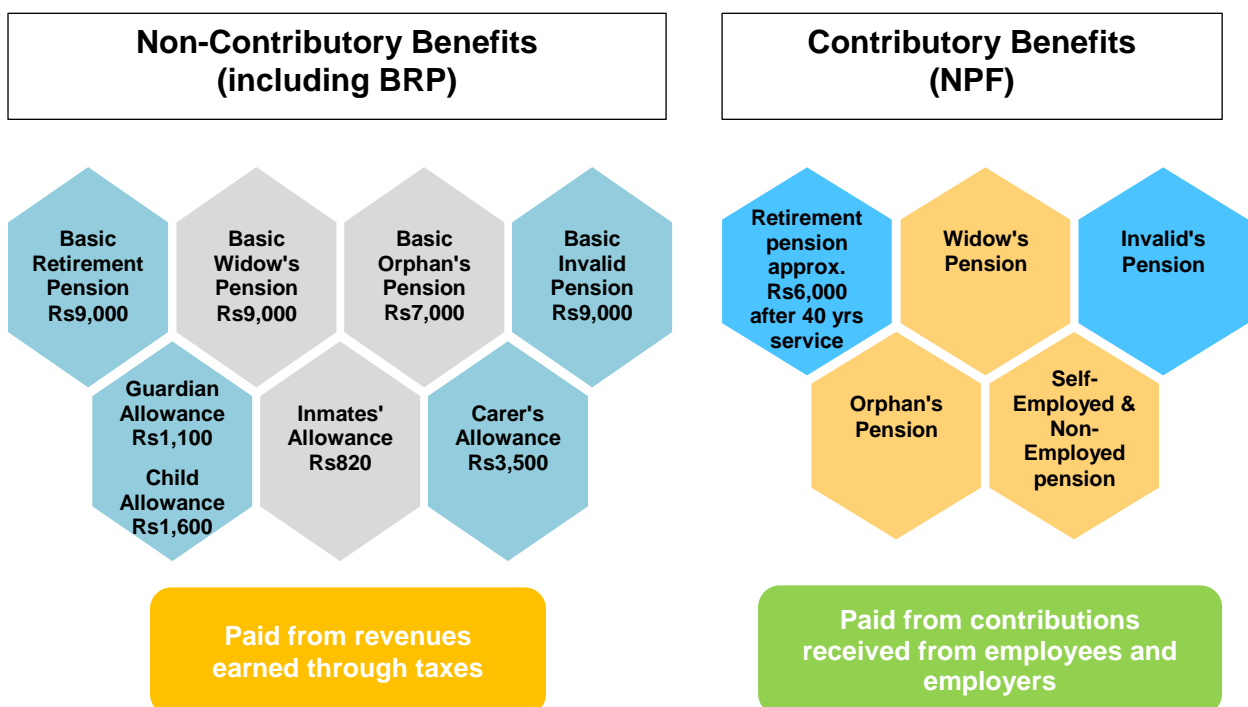 Non-Contributory Benefits
(including BRP)
Contributory Benefits
(NPF)
Basic
Retirement
Pension
Rs9,000
Basic
Widow's
Pension
Rs9,000
Basic
Orphan's
Pension
Rs7,000
Basic
Invalid
Pension
Rs9,000
Guardian
Allowance
Rs1,100
Child
Allowance
Rs1,600
Inmates'
Allowance
Rs820
Carer's
Allowance
Rs3,500
Retirement
pension
approx.
Rs6,000
after 40 yrs
service
Widow's
Pension
Invalid's
Pension
Orphan's
Pension
Self-
Employed &
Non-
Employed
pension
Paid from revenues
earned through taxes
Paid from contributions
received from employees and
employers